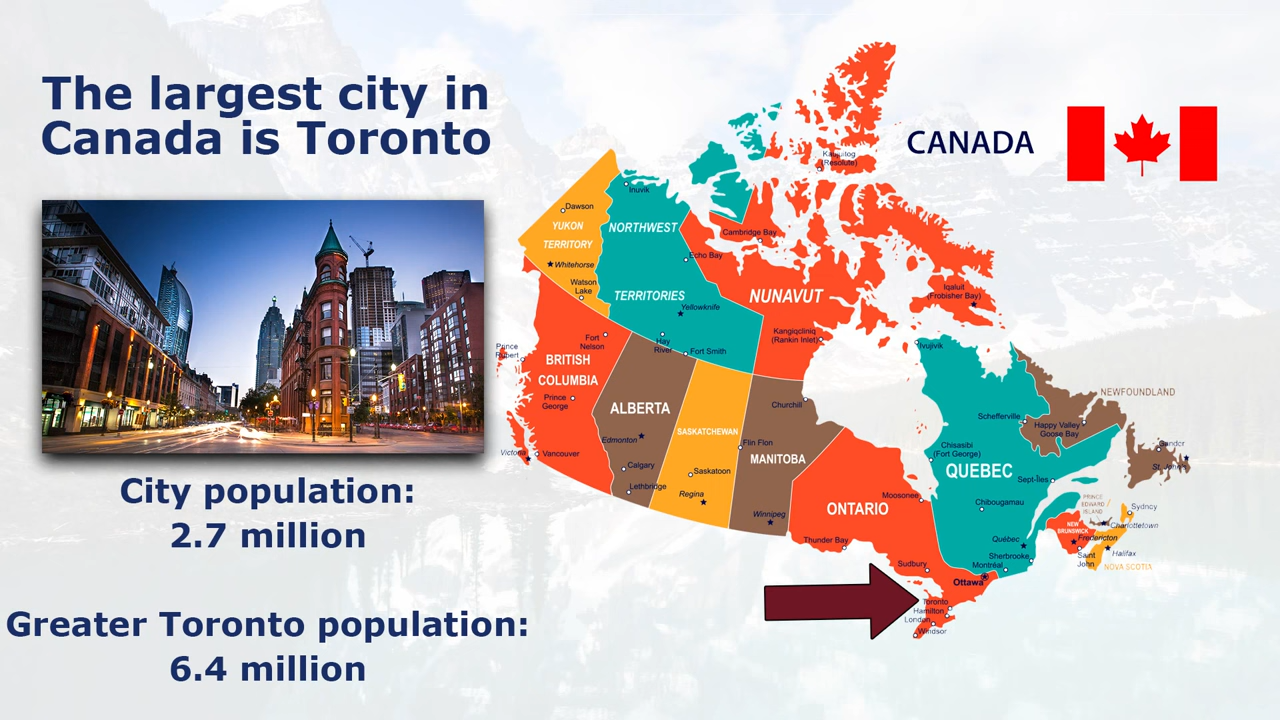 The largest city in
Canada is Toronto
City population:
2.7 million
Greater Toronto population:
6.4 million
CANADA
(Resolute)
Inuvik
Dawson
YUKON
TERRITORY
Whitehorse
Watson
Lake
NORTHWEST
TERRITORIES
Yellowknife
Echo Bay
Cambridge Bay
NUNAVUT
Iqaluit
(Frobisher Bay)
Kangiqcliniq
(Rankin Inlet)
Hay
River
Fort Smith
Fort
Nelson
Prince
Rupert
BRITISH
COLUMBIA
Prince
George
Victoria
Vancouver
ALBERTA
Edmonton
Calgary
Lethbridge
SASKATCHEWAN
Saskatoon
Regina
Churchill
Flin Flon
MANITOBA
Winnipeg
ONTARIO
Moosonee
Thunder Bay
Sudbury
Ottawa
Toronto
Hamilton
London
Windsor
Ivujivik
QUEBEC
Chisasibi
(Fort George)
Chibougamau
Schefferville
Sept-Iles
Québec
Sherbrooke
Montréal
NEWFOUNDLAND
Happy Valley
Goose Bay
Gander
St. John's
PRINCE
EDWARD
ISLAND
Charlottetown
Sydney
NEW
BRUNSWICK
Fredericton
Saint
John
Halifax
NOVA SCOTIA